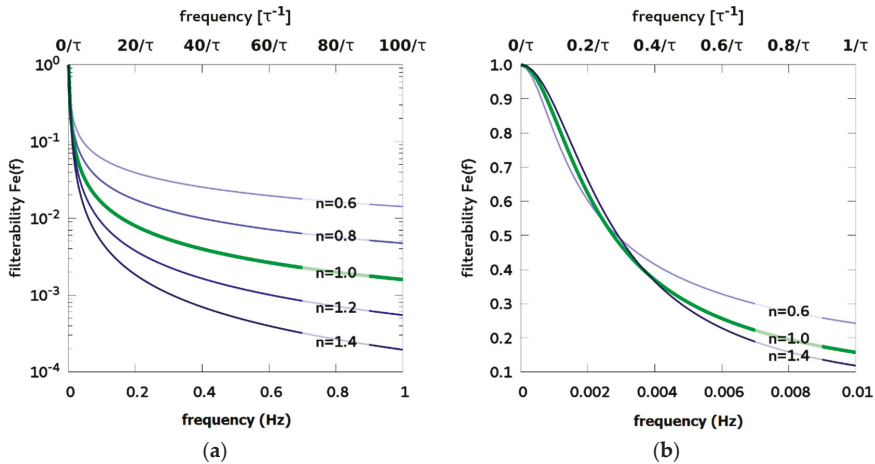 frequency [τ⁻¹]
0/τ 20/τ 40/τ 60/τ 80/τ 100/τ
filterability Fe(f)
10⁰
10⁻¹
10⁻²
10⁻³
10⁻⁴
n=0.6
n=0.8
n=1.0
n=1.2
n=1.4
0 0.2 0.4 0.6 0.8 1
frequency (Hz)
(a)
frequency [τ⁻¹]
0/τ 0.2/τ 0.4/τ 0.6/τ 0.8/τ 1/τ
filterability Fe(f)
1.0
0.9
0.8
0.7
0.6
0.5
0.4
0.3
0.2
0.1
n=0.6
n=1.0
n=1.4
0 0.002 0.004 0.006 0.008 0.01
frequency (Hz)
(b)